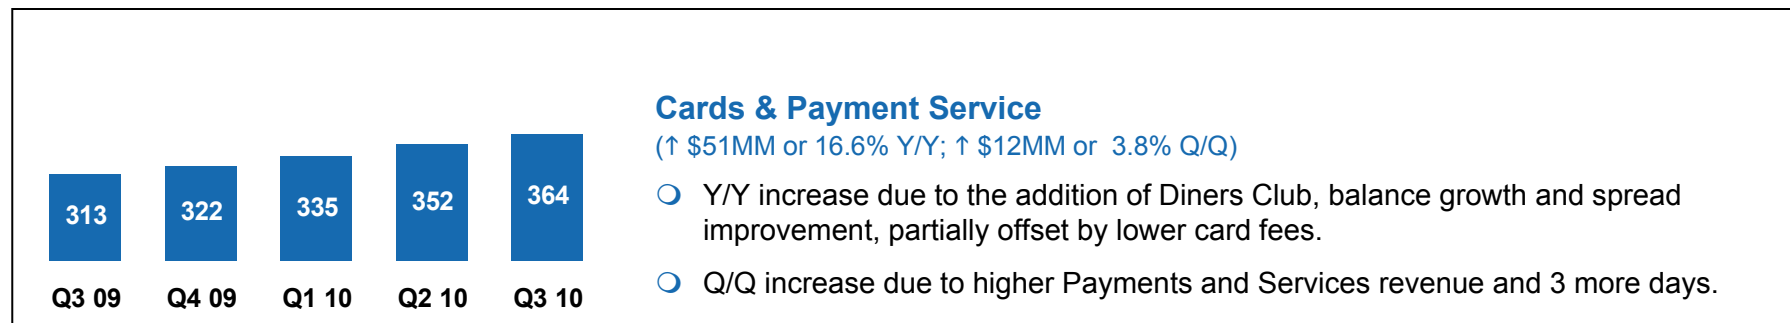 313 322 335 352 364
Q3 09 Q4 09 Q1 10 Q2 10 Q3 10
Cards & Payment Service
(↑ $51MM or 16.6% Y/Y; ↑ $12MM or 3.8% Q/Q)
❍ Y/Y increase due to the addition of Diners Club, balance growth and spread
improvement, partially offset by lower card fees.
❍ Q/Q increase due to higher Payments and Services revenue and 3 more days.